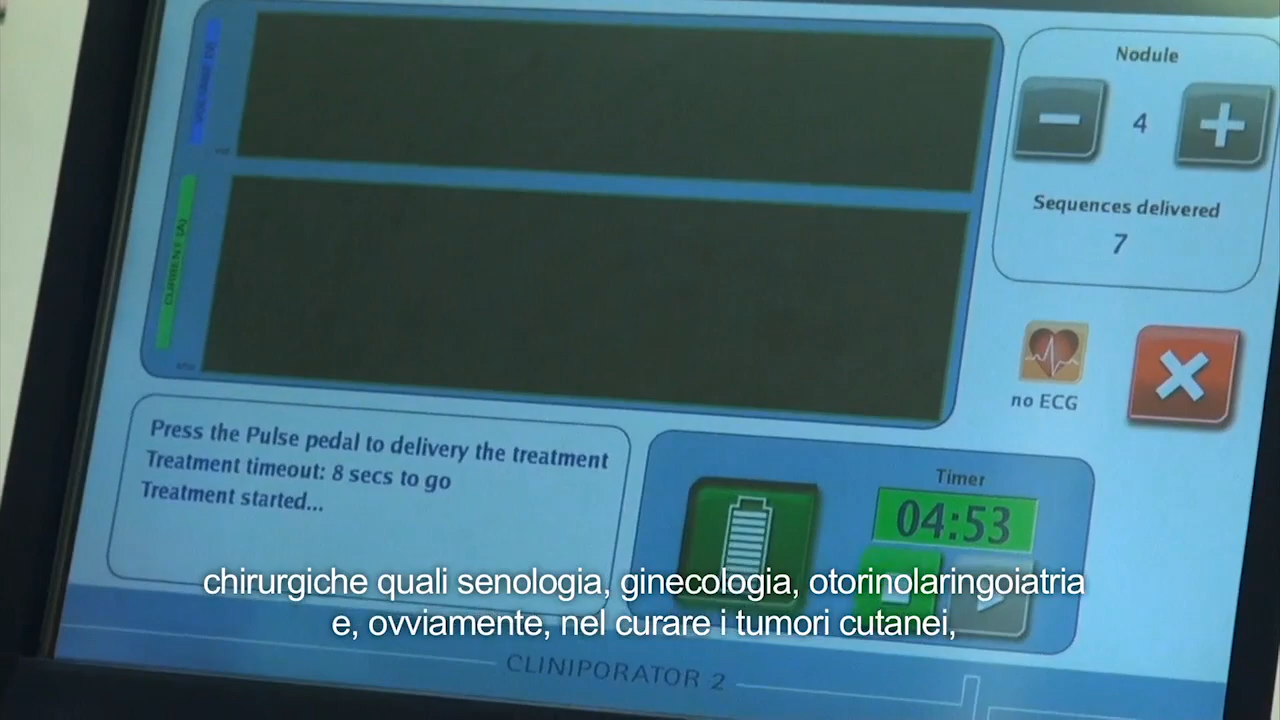 Nodule
4
Sequences delivered
7
CURRENT (A)
no ECG
Press the Pulse pedal to delivery the treatment
Treatment timeout: 8 secs to go
Treatment started...
Timer
04:53
chirurgiche quali senologia, ginecologia, otorinolaringoiatria
e, ovviamente, nel curare i tumori cutanei,
CLINIPORATOR 2